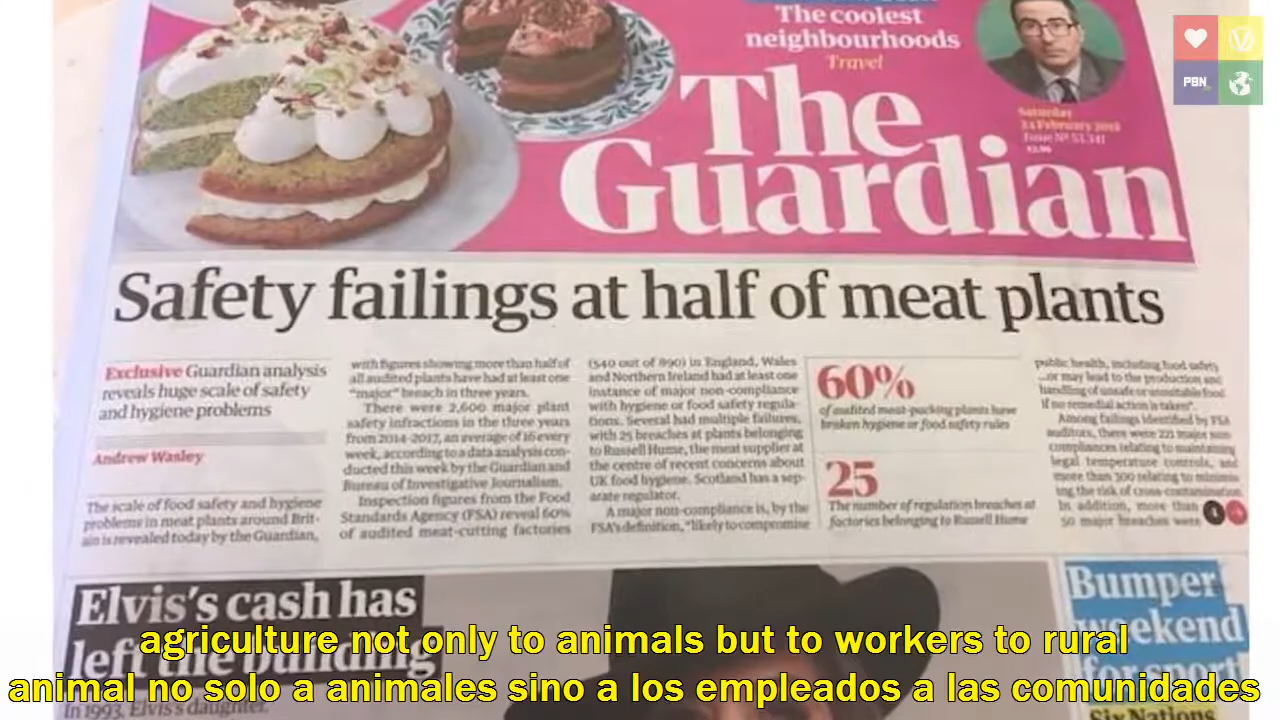 The coolest
neighbourhoods
Travel
PBN
Saturday
24 February 2018
Issue Nº 53,341
£2.90
The
Guardian
Safety failings at half of meat plants
Exclusive Guardian analysis
reveals huge scale of safety
and hygiene problems
Andrew Wasley
The scale of food safety and hygiene
problems in meat plants around Brit-
ain is revealed today by the Guardian,
with figures showing more than half of
all audited plants have had at least one
"major" breach in three years.
There were 2,600 major plant
safety infractions in the three years
from 2014-2017, an average of 16 every
week, according to a data analysis con-
ducted this week by the Guardian and
Bureau of Investigative Journalism.
Inspection figures from the Food
Standards Agency (FSA) reveal 60%
of audited meat-cutting factories
(540 out of 890) in England, Wales
and Northern Ireland had at least one
instance of major non-compliance
with hygiene or food safety regula-
tions. Several had multiple failures,
with 25 breaches at plants belonging
to Russell Hume, the meat supplier at
the centre of recent concerns about
UK food hygiene. Scotland has a sep-
arate regulator.
A major non-compliance is, by the
FSA's definition, "likely to compromise
60%
of audited meat-packing plants have
broken hygiene or food safety rules
25
The number of regulation breaches at
factories belonging to Russell Hume
public health, including food safety
...or may lead to the production and
handling of unsafe or unsuitable food
if no remedial action is taken".
Among failings identified by FSA
auditors, there were 221 major non
compliances relating to maintaining
legal temperature controls, and
more than 300 relating to minimis-
ing the risk of cross-contamination
In addition, more than
50 major breaches were
Elvis's cash has
left the building
In 1993, Elvis's daughter,
Bumper
weekend
for sport
Six Nations
agriculture not only to animals but to workers to rural
animal no solo a animales sino a los empleados a las comunidades